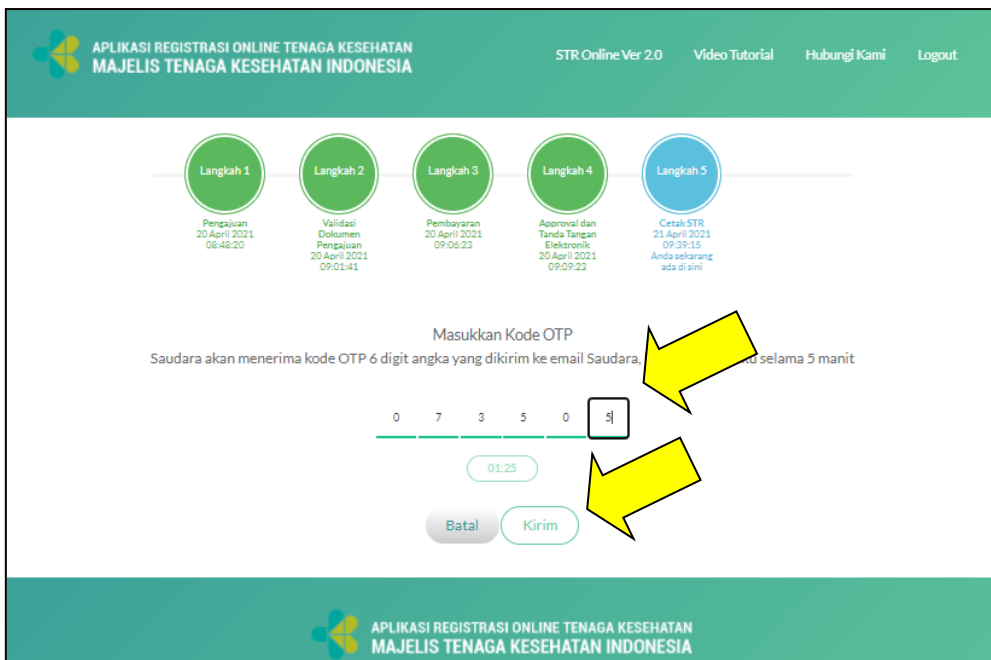 APLIKASI REGISTRASI ONLINE TENAGA KESEHATAN
MAJELIS TENAGA KESEHATAN INDONESIA
STR Online Ver 2.0 Video Tutorial Hubungi Kami Logout
Langkah 1
Pengajuan
20 April 2021
08:48:20
Langkah 2
Validasi
Dokumen
Pengajuan
20 April 2021
09:01:41
Langkah 3
Pembayaran
20 April 2021
09:06:23
Langkah 4
Approval dan
Tanda Tangan
Elektronik
20 April 2021
09:09:23
Langkah 5
Cetak STR
21 April 2021
09:39:15
Anda sekarang
ada di sini
Masukkan Kode OTP
Saudara akan menerima kode OTP 6 digit angka yang dikirim ke email Saudara, selama 5 manit
0 7 3 5 0 5
01:25
Batal Kirim
APLIKASI REGISTRASI ONLINE TENAGA KESEHATAN
MAJELIS TENAGA KESEHATAN INDONESIA